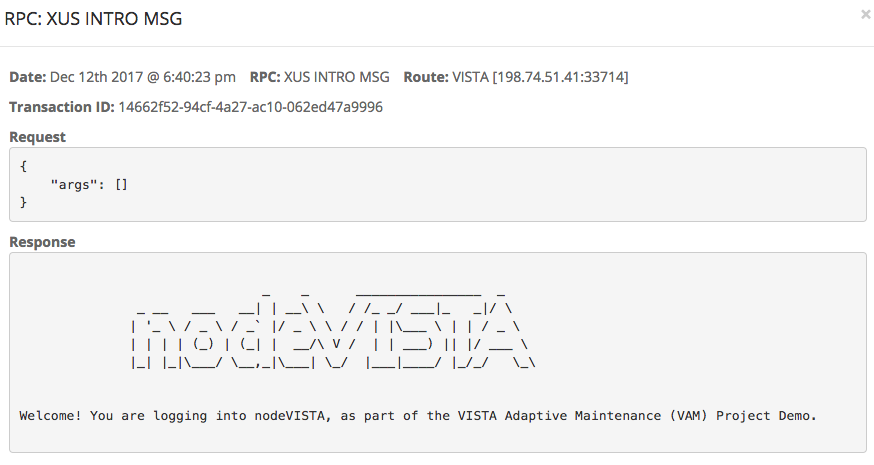 RPC: XUS INTRO MSG
×
Date: Dec 12th 2017 @ 6:40:23 pm RPC: XUS INTRO MSG Route: VISTA [198.74.51.41:33714]
Transaction ID: 14662f52-94cf-4a27-ac10-062ed47a9996
Request
{
"args": []
}
Response
nodeVISTA
Welcome! You are logging into nodeVISTA, as part of the VISTA Adaptive Maintenance (VAM) Project Demo.